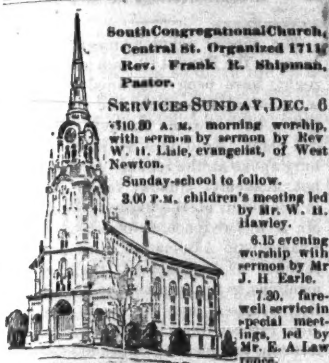 South Congregational Church,
Central St. Organized 1711
Rev. Frank R. Shipman,
Pastor.
SERVICES SUNDAY, DEC. 6
10.30 A. M. morning worship,
with sermon by sermon by Rev
W. H. Lisle, evangelist, of West
Newton.
Sunday-school to follow.
3.00 P.M. children's meeting led
by Mr. W. H.
Hawley.
6.15 evening
worship with
sermon by Mr
J. H. Earle.
7.30. fare-
well service in
special meet-
ings, led by
Mr. E. A Law
rence.